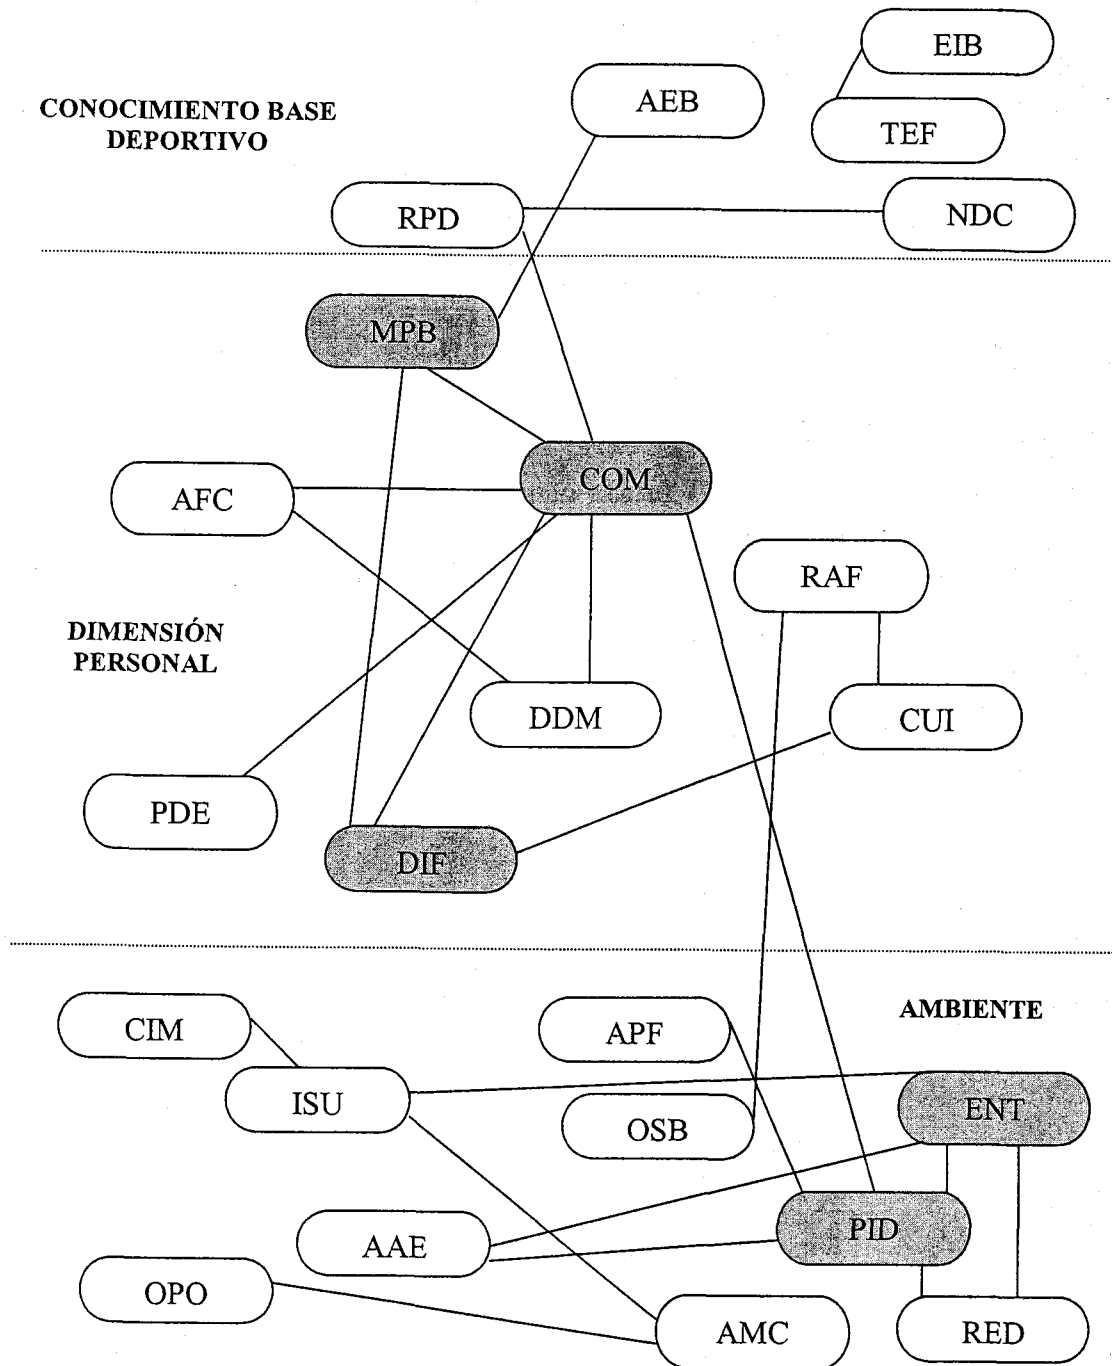 EIB
AEB
CONOCIMIENTO BASE
DEPORTIVO
TEF
RPD
NDC
MPB
COM
AFC
RAF
DIMENSIÓN
PERSONAL
DDM
CUI
PDE
DIF
AMBIENTE
CIM
APF
ISU
ENT
OSB
PID
AAE
OPO
AMC
RED